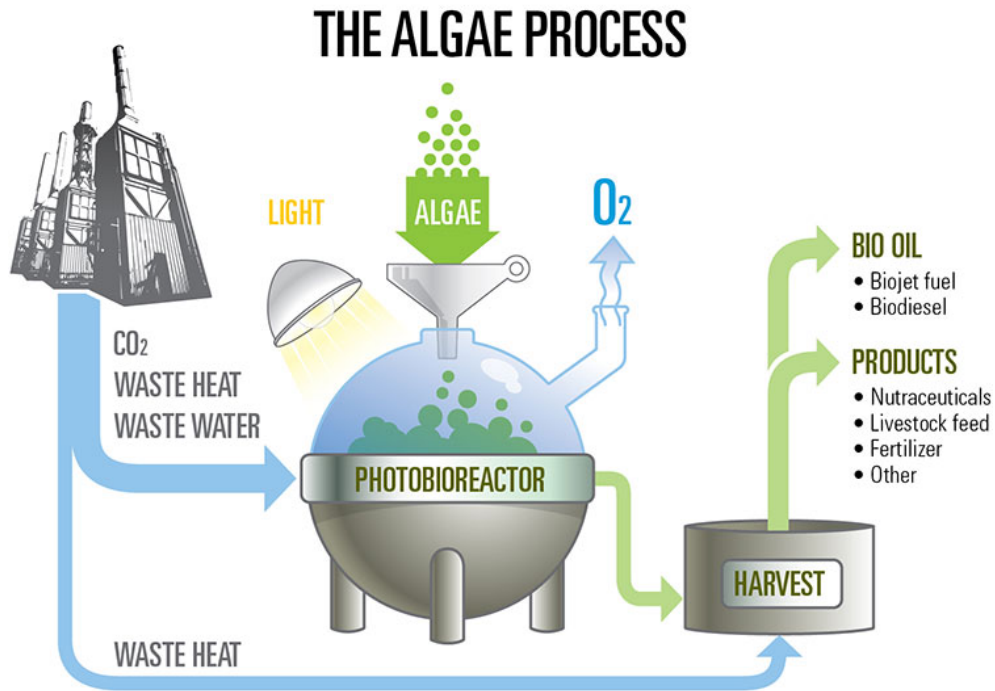 THE ALGAE PROCESS
LIGHT
ALGAE
O₂
CO₂
WASTE HEAT
WASTE WATER
PHOTOBIOREACTOR
BIO OIL
• Biojet fuel
• Biodiesel
PRODUCTS
• Nutraceuticals
• Livestock feed
• Fertilizer
• Other
HARVEST
WASTE HEAT